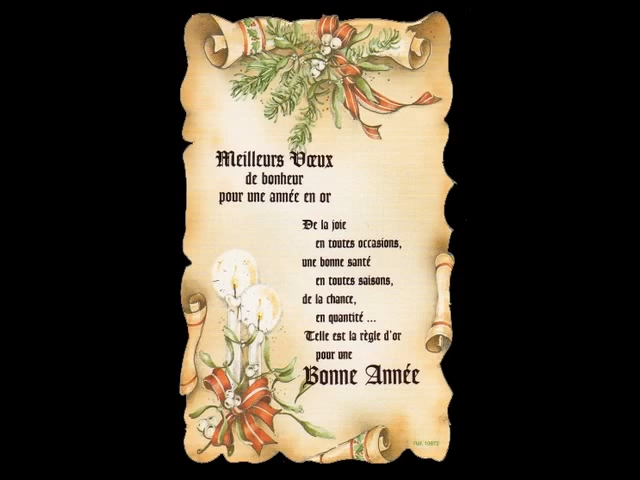 Meilleurs Vœux
de bonheur
pour une année en or
De la joie
en toutes occasions,
une bonne santé
en toutes saisons,
de la chance,
en quantité ...
Telle est la règle d'or
pour une
Bonne Année